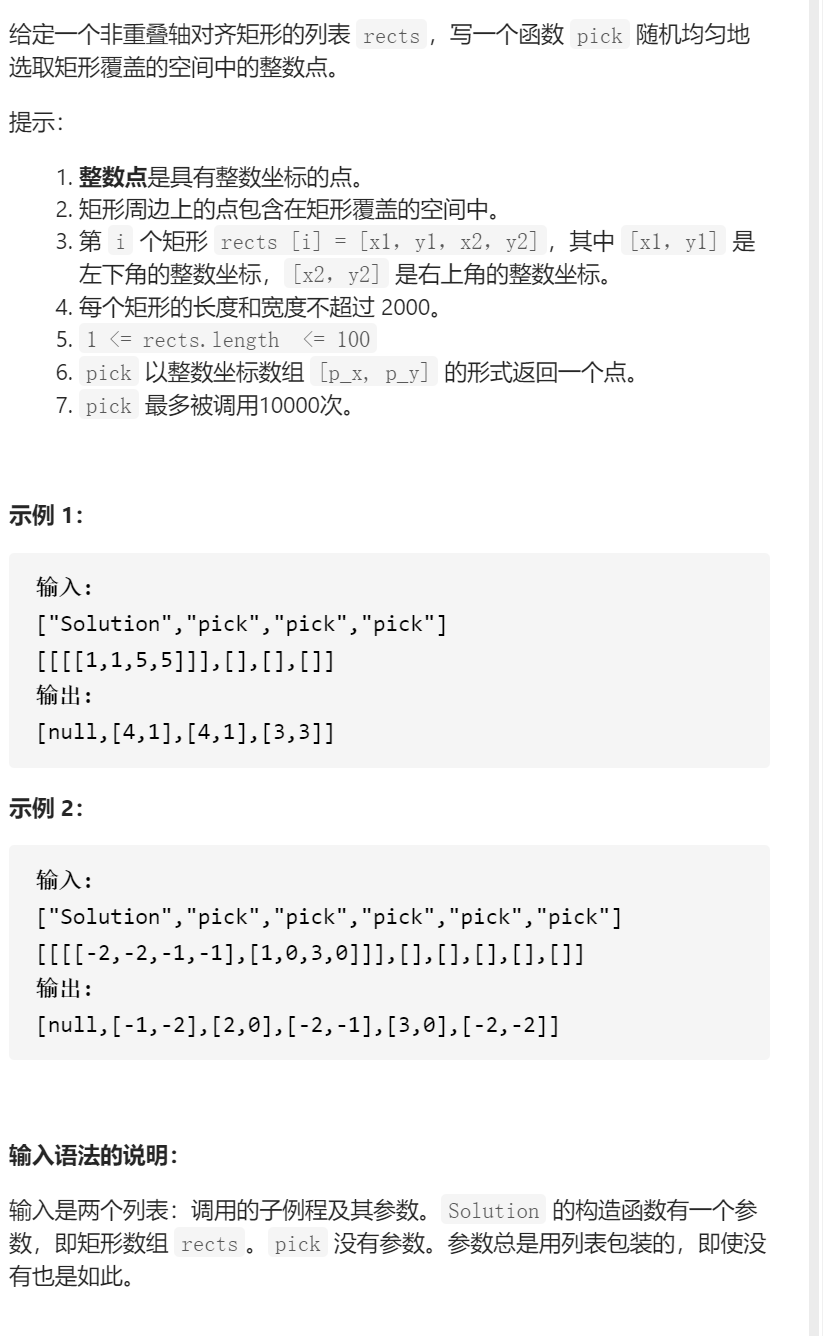 给定一个非重叠轴对齐矩形的列表 rects，写一个函数 pick 随机均匀地
选取矩形覆盖的空间中的整数点。
提示：
1. 整数点是具有整数坐标的点。
2. 矩形周边上的点包含在矩形覆盖的空间中。
3. 第 i 个矩形 rects [i] = [x1，y1，x2，y2]，其中 [x1，y1] 是
左下角的整数坐标，[x2，y2] 是右上角的整数坐标。
4. 每个矩形的长度和宽度不超过 2000。
5. 1 <= rects.length <= 100
6. pick 以整数坐标数组 [p_x, p_y] 的形式返回一个点。
7. pick 最多被调用10000次。
示例 1：
输入:
["Solution","pick","pick","pick"]
[[[[1,1,5,5]]],[],[],[]]
输出:
[null,[4,1],[4,1],[3,3]]
示例 2：
输入:
["Solution","pick","pick","pick","pick","pick"]
[[[[-2,-2,-1,-1],[1,0,3,0]]],[],[],[],[],[]]
输出:
[null,[-1,-2],[2,0],[-2,-1],[3,0],[-2,-2]]
输入语法的说明：
输入是两个列表：调用的子例程及其参数。Solution 的构造函数有一个参
数，即矩形数组 rects。pick 没有参数。参数总是用列表包装的，即使没
有也是如此。